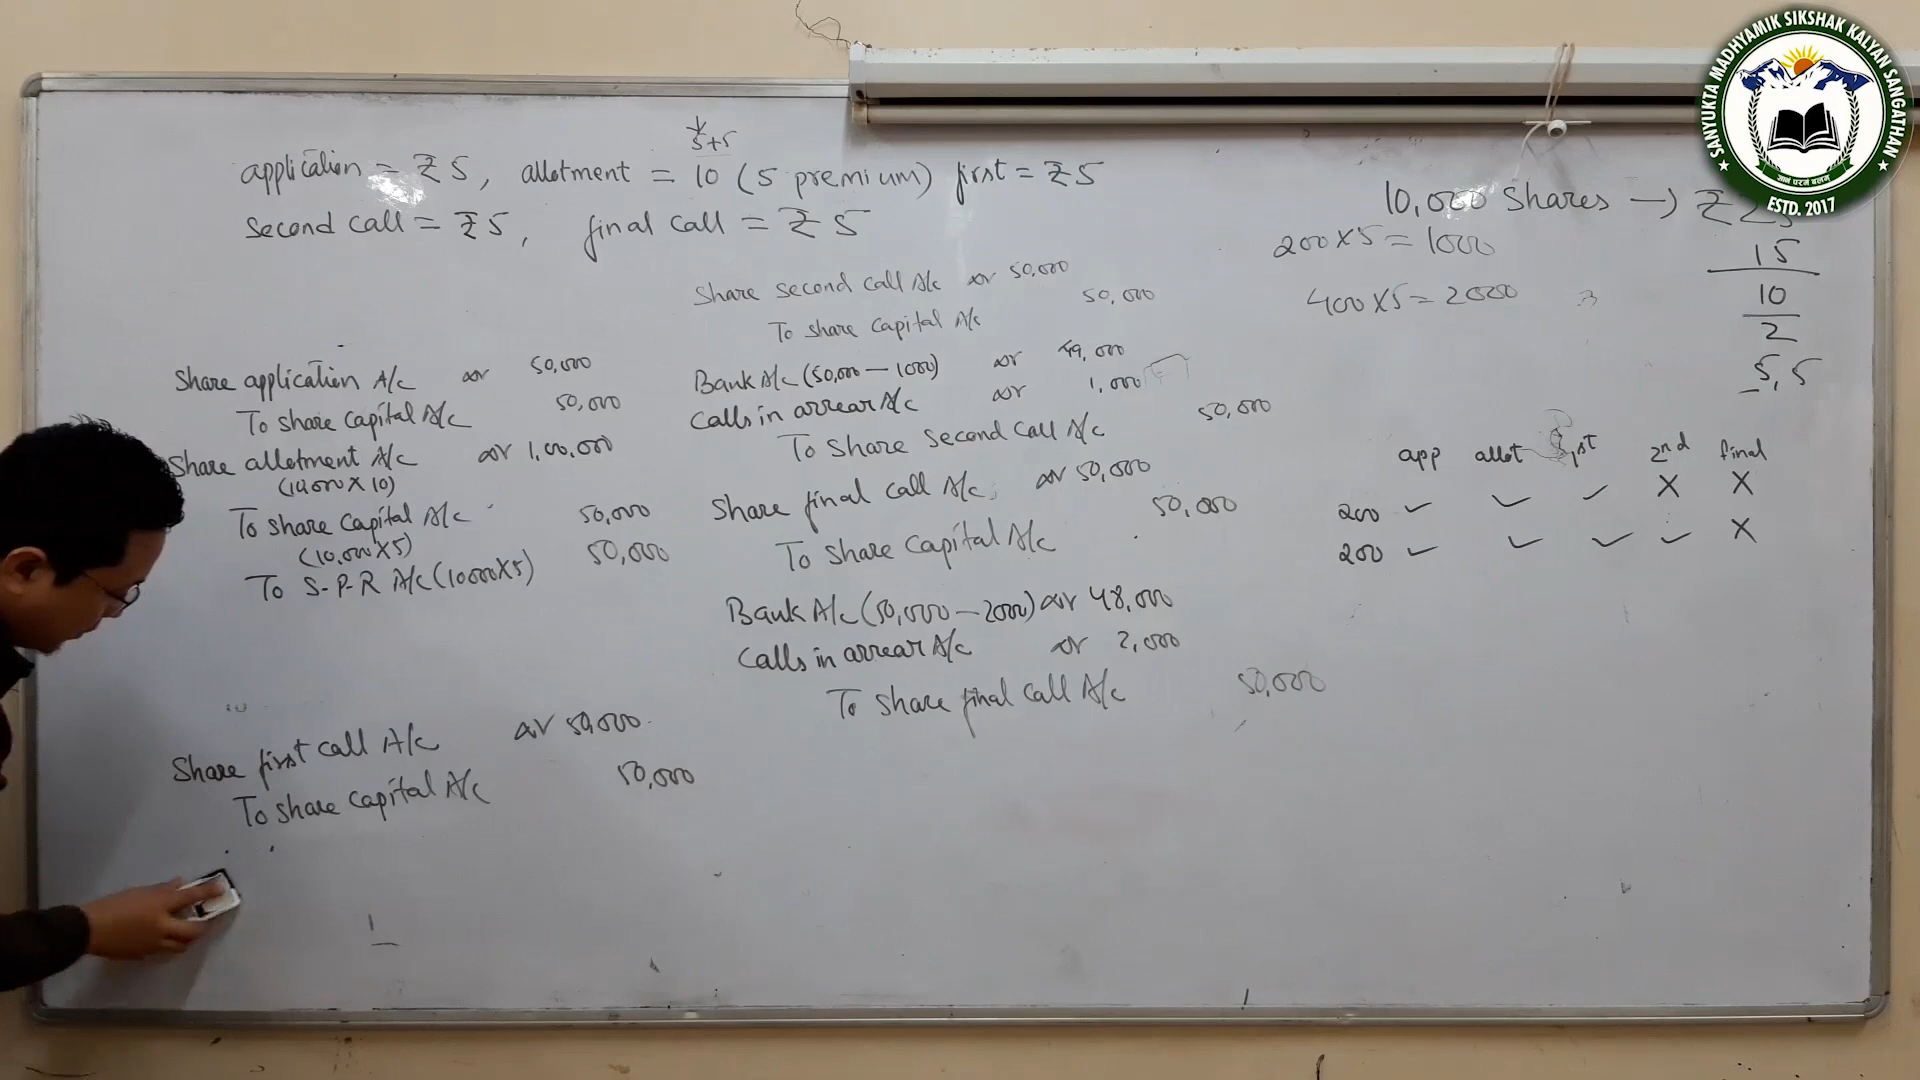 5+5
application = ₹5, allotment = 10 (5 premium) first = ₹5
second call = ₹5, final call = ₹5
Share application A/c dr 50,000
To share capital A/c 50,000
Share allotment A/c dr 1,00,000
(10,000 X 10)
To share capital A/c 50,000
(10,000 X 5)
To S-P-R A/c (10000X5) 50,000
Share first call A/c dr 50,000
To share capital A/c 50,000
Share second call A/c dr 50,000
To share capital A/c 50,000
Bank A/c (50,000 — 1000) dr 49,000
Calls in arrear A/c dr 1,000
To share second call A/c 50,000
Share final call A/c dr 50,000
To share capital A/c 50,000
Bank A/c (50,000 — 2000) dr 48,000
Calls in arrear A/c dr 2,000
To share final call A/c 50,000
10,000 shares → ₹
200 X 5 = 1000
400 X 5 = 2000
15
10
2
5, 5
app allot 1st 2nd final
200 ✓ ✓ ✓ X X
200 ✓ ✓ ✓ ✓ X
SANYUKTA MADHYAMIK SIKSHAK KALYAN SANGATHAN
ESTD. 2017